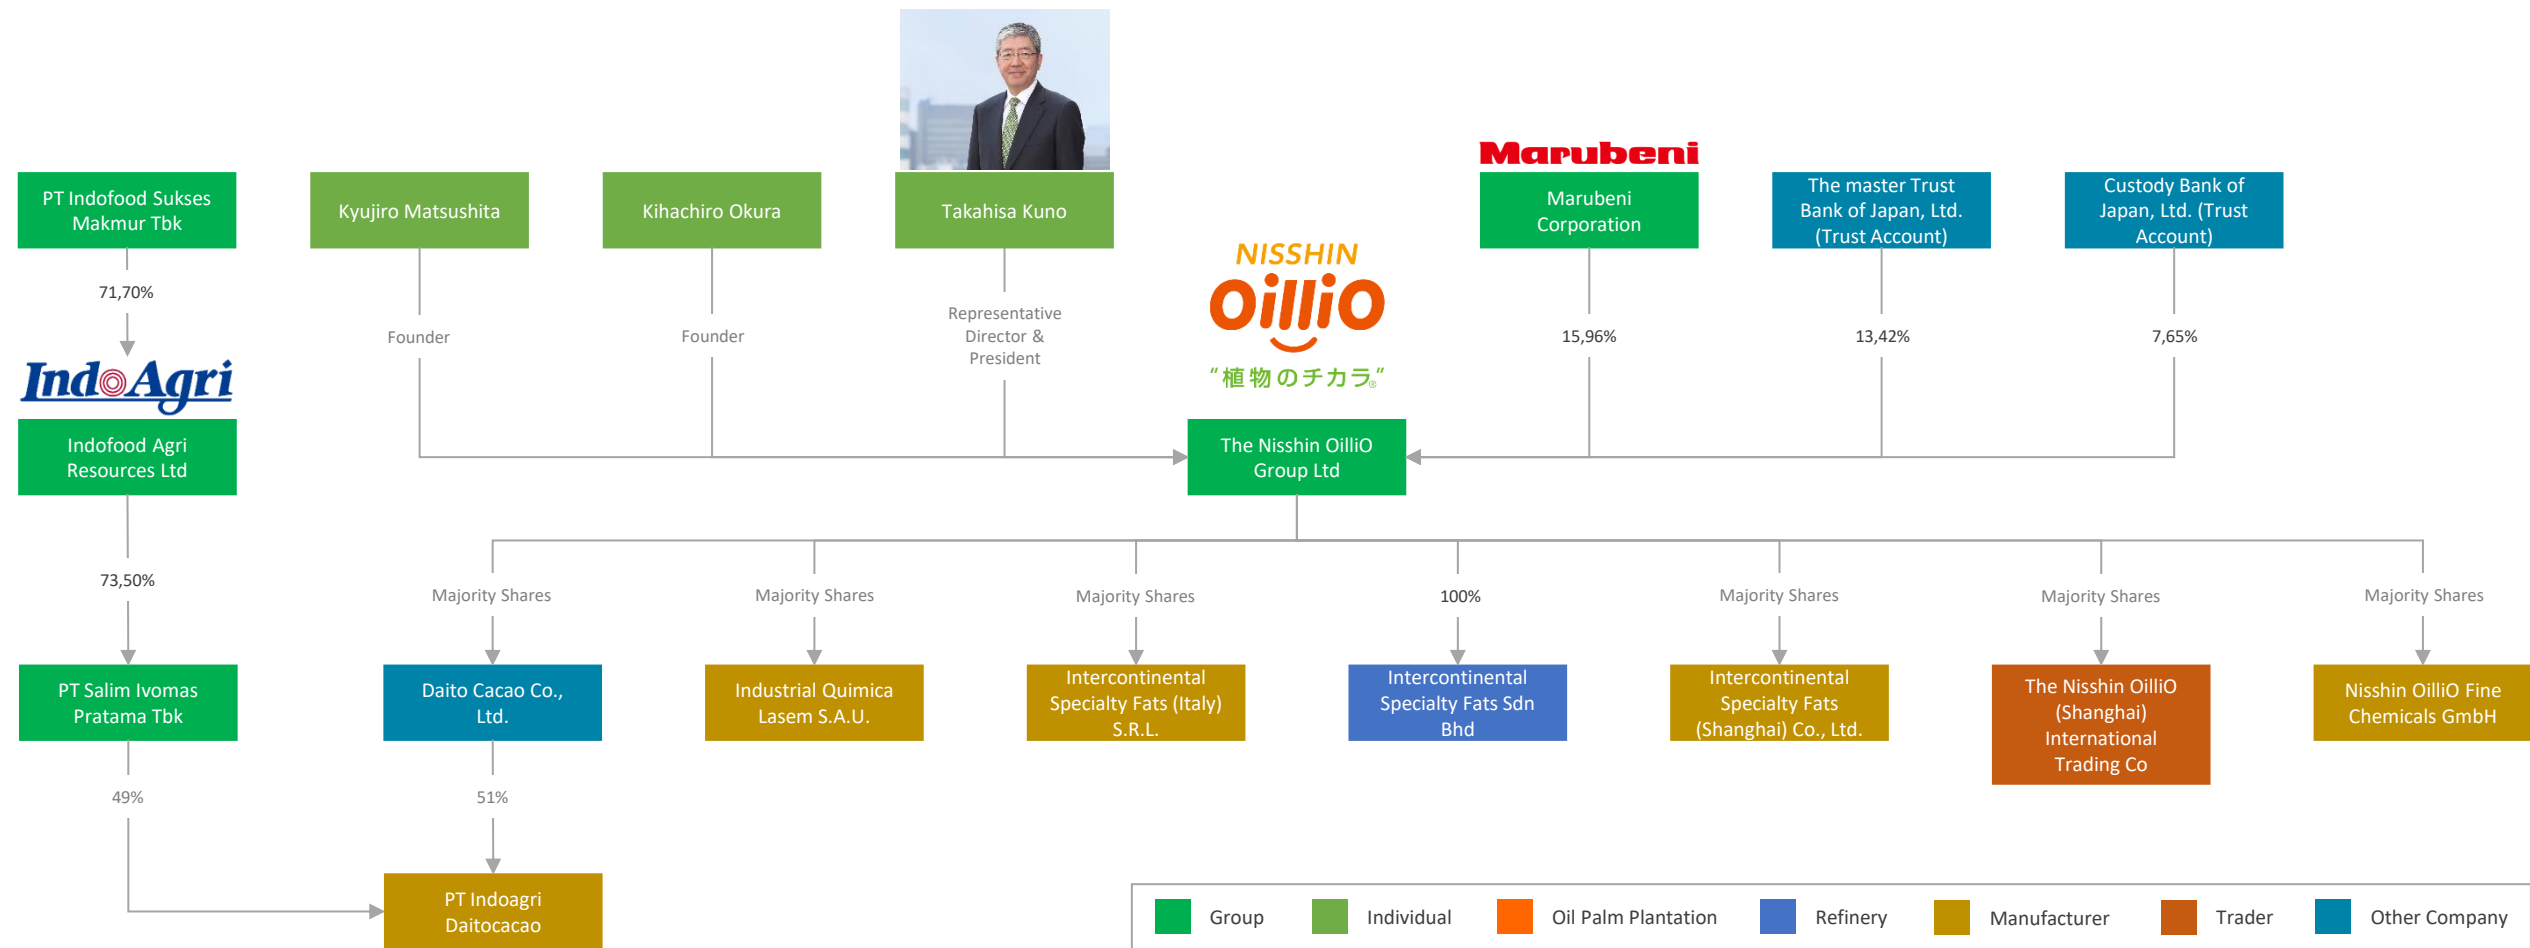 Marubeni
PT Indofood Sukses
Makmur Tbk
Kyujiro Matsushita
Kihachiro Okura
Takahisa Kuno
Marubeni
Corporation
The master Trust
Bank of Japan, Ltd.
(Trust Account)
Custody Bank of
Japan, Ltd. (Trust
Account)
71,70%
Founder
Founder
Representative
Director &
President
NISSHIN
OilliO
“植物のチカラ®”
15,96%
13,42%
7,65%
IndoAgri
Indofood Agri
Resources Ltd
The Nisshin OilliO
Group Ltd
73,50%
Majority Shares
Majority Shares
Majority Shares
100%
Majority Shares
Majority Shares
Majority Shares
PT Salim Ivomas
Pratama Tbk
Daito Cacao Co.,
Ltd.
Industrial Quimica
Lasem S.A.U.
Intercontinental
Specialty Fats (Italy)
S.R.L.
Intercontinental
Specialty Fats Sdn
Bhd
Intercontinental
Specialty Fats
(Shanghai) Co., Ltd.
The Nisshin OilliO
(Shanghai)
International
Trading Co
Nisshin OilliO Fine
Chemicals GmbH
49%
51%
PT Indoagri
Daitocacao
Group
Individual
Oil Palm Plantation
Refinery
Manufacturer
Trader
Other Company